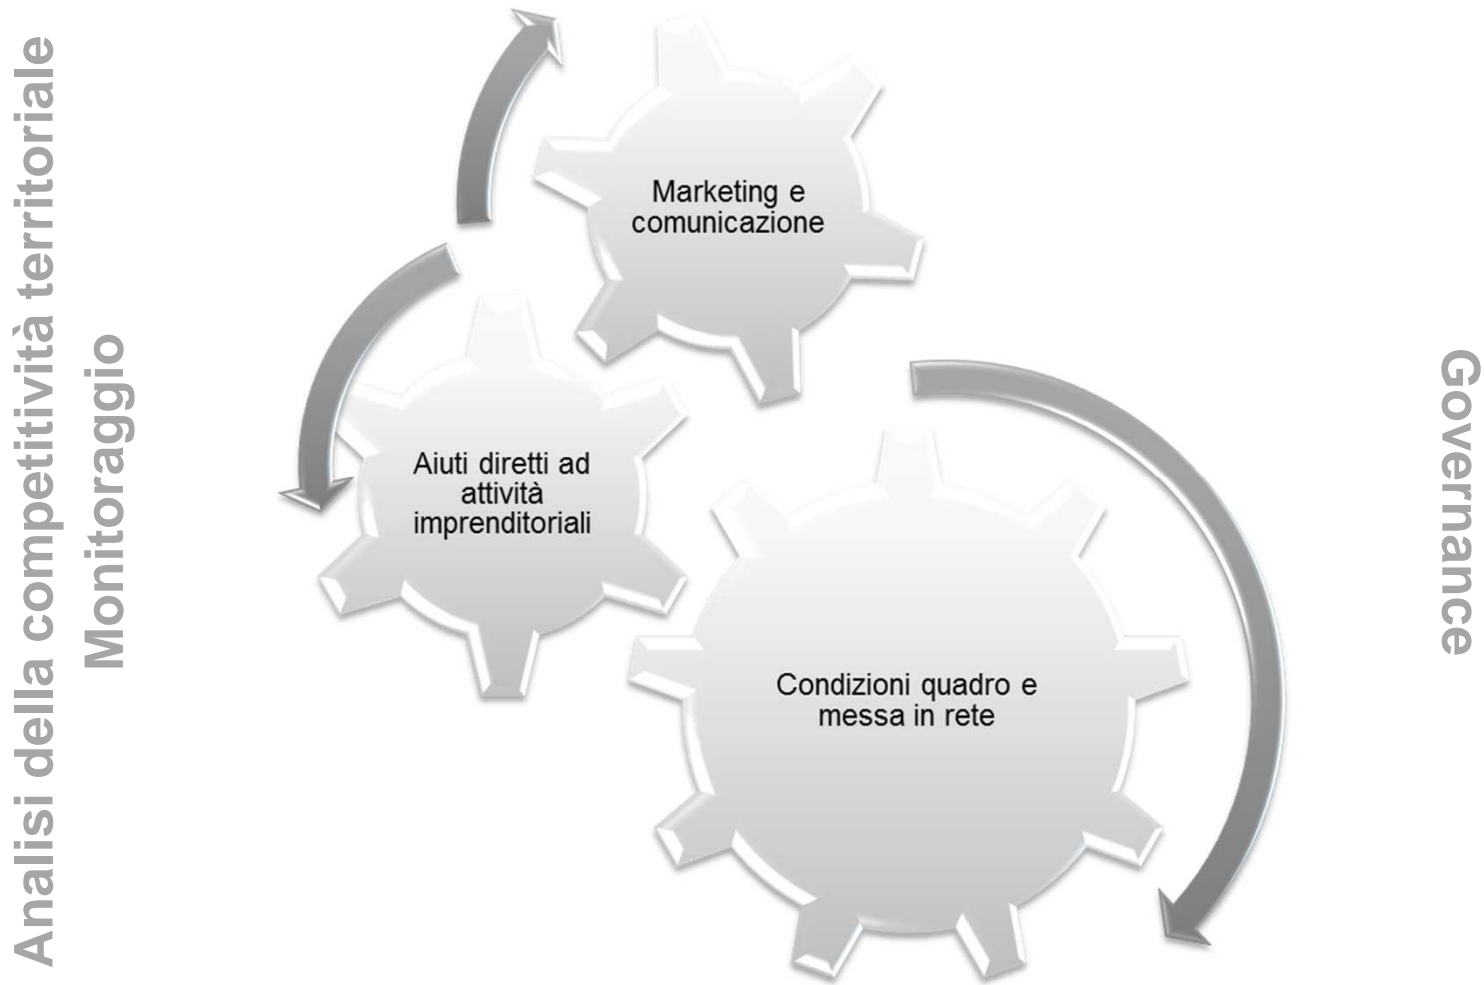 Analisi della competitività territoriale
Monitoraggio
Marketing e
comunicazione
Aiuti diretti ad
attività
imprenditoriali
Condizioni quadro e
messa in rete
Governance